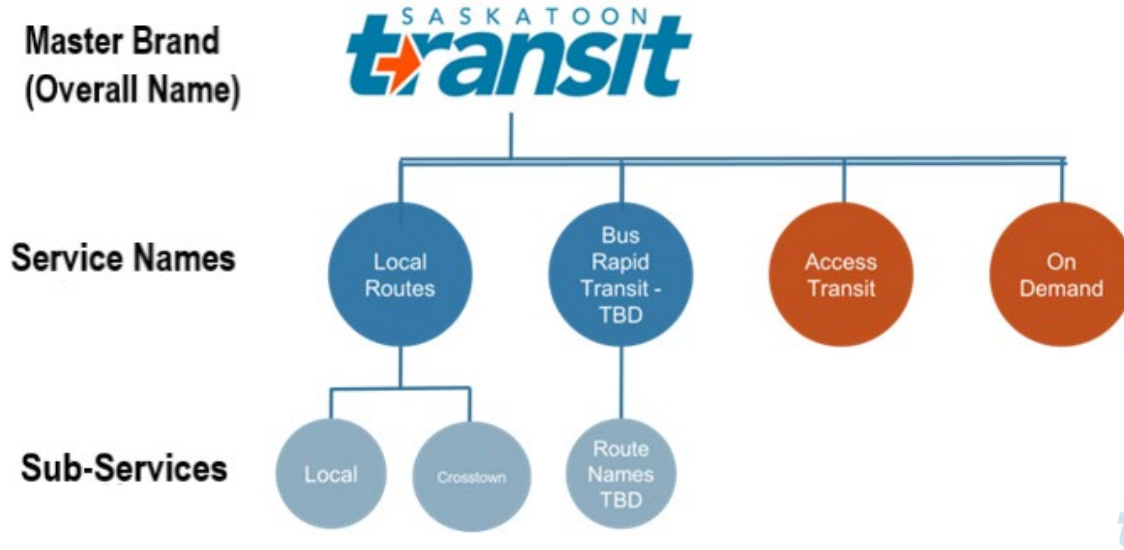 Master Brand
(Overall Name)
SASKATOON
transit
Service Names
Local
Routes
Bus
Rapid
Transit -
TBD
Access
Transit
On
Demand
Sub-Services
Local
Crosstown
Route
Names
TBD